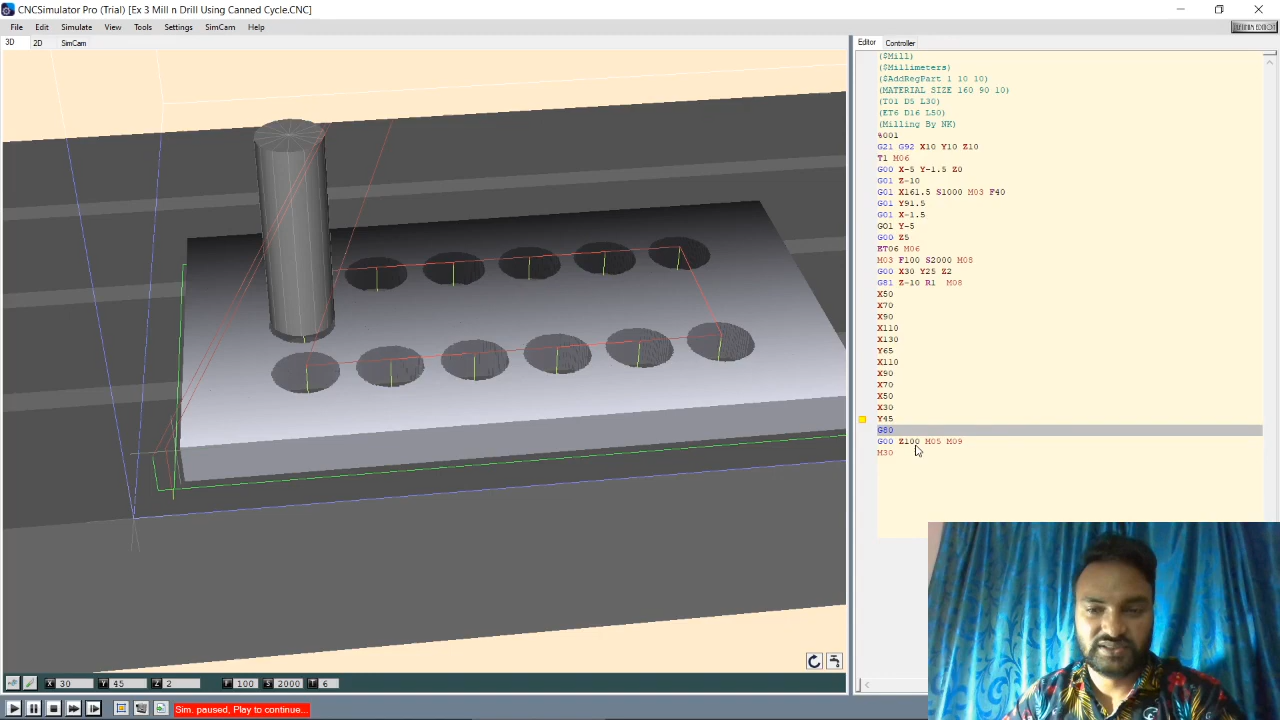 CNCSimulator Pro (Trial) [Ex 3 Mill n Drill Using Canned Cycle.CNC]
File Edit Simulate View Tools Settings SimCam Help
3D 2D SimCam
Editor Controller
($Mill)
($Millimeters)
($AddRegPart 1 10 10)
(MATERIAL SIZE 160 90 10)
(T01 D5 L30)
(ET6 D16 L50)
(Milling By NK)
%001
G21 G92 X10 Y10 Z10
T1 M06
G00 X-5 Y-1.5 Z0
G01 Z-10
G01 X161.5 S1000 M03 F40
G01 Y91.5
G01 X-1.5
GO1 Y-5
G00 Z5
ET06 M06
M03 F100 S2000 M08
G00 X30 Y25 Z2
G81 Z-10 R1 M08
X50
X70
X90
X110
X130
Y65
X110
X90
X70
X50
X30
Y45
G80
G00 Z100 M05 M09
M30
X 30 Y 45 Z 2 F 100 S 2000 T 6
Sim. paused, Play to continue...